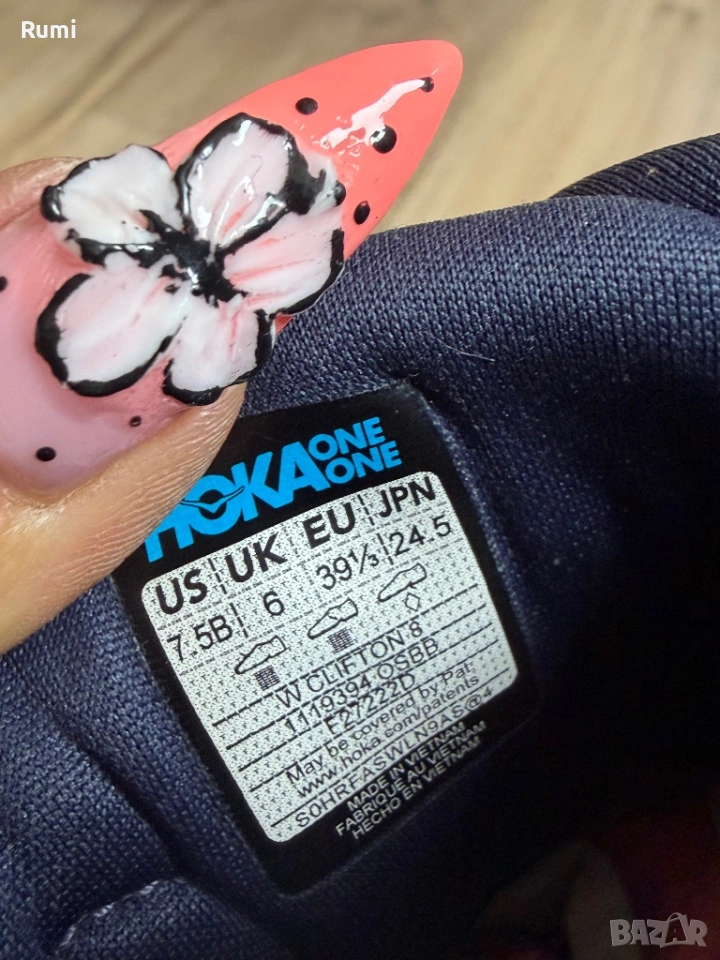 Rumi
HOKA ONE ONE
US UK EU JPN
7.5B 6 39⅓ 24.5
W CLIFTON 8
1119394 OSBB
F27222D
May be covered by Pat:
www.hoka.com/patents
S0HRFASWLN9AS@4
MADE IN VIETNAM
FABRIQUE AU VIETNAM
HECHO EN VIETNAM
BAZAR